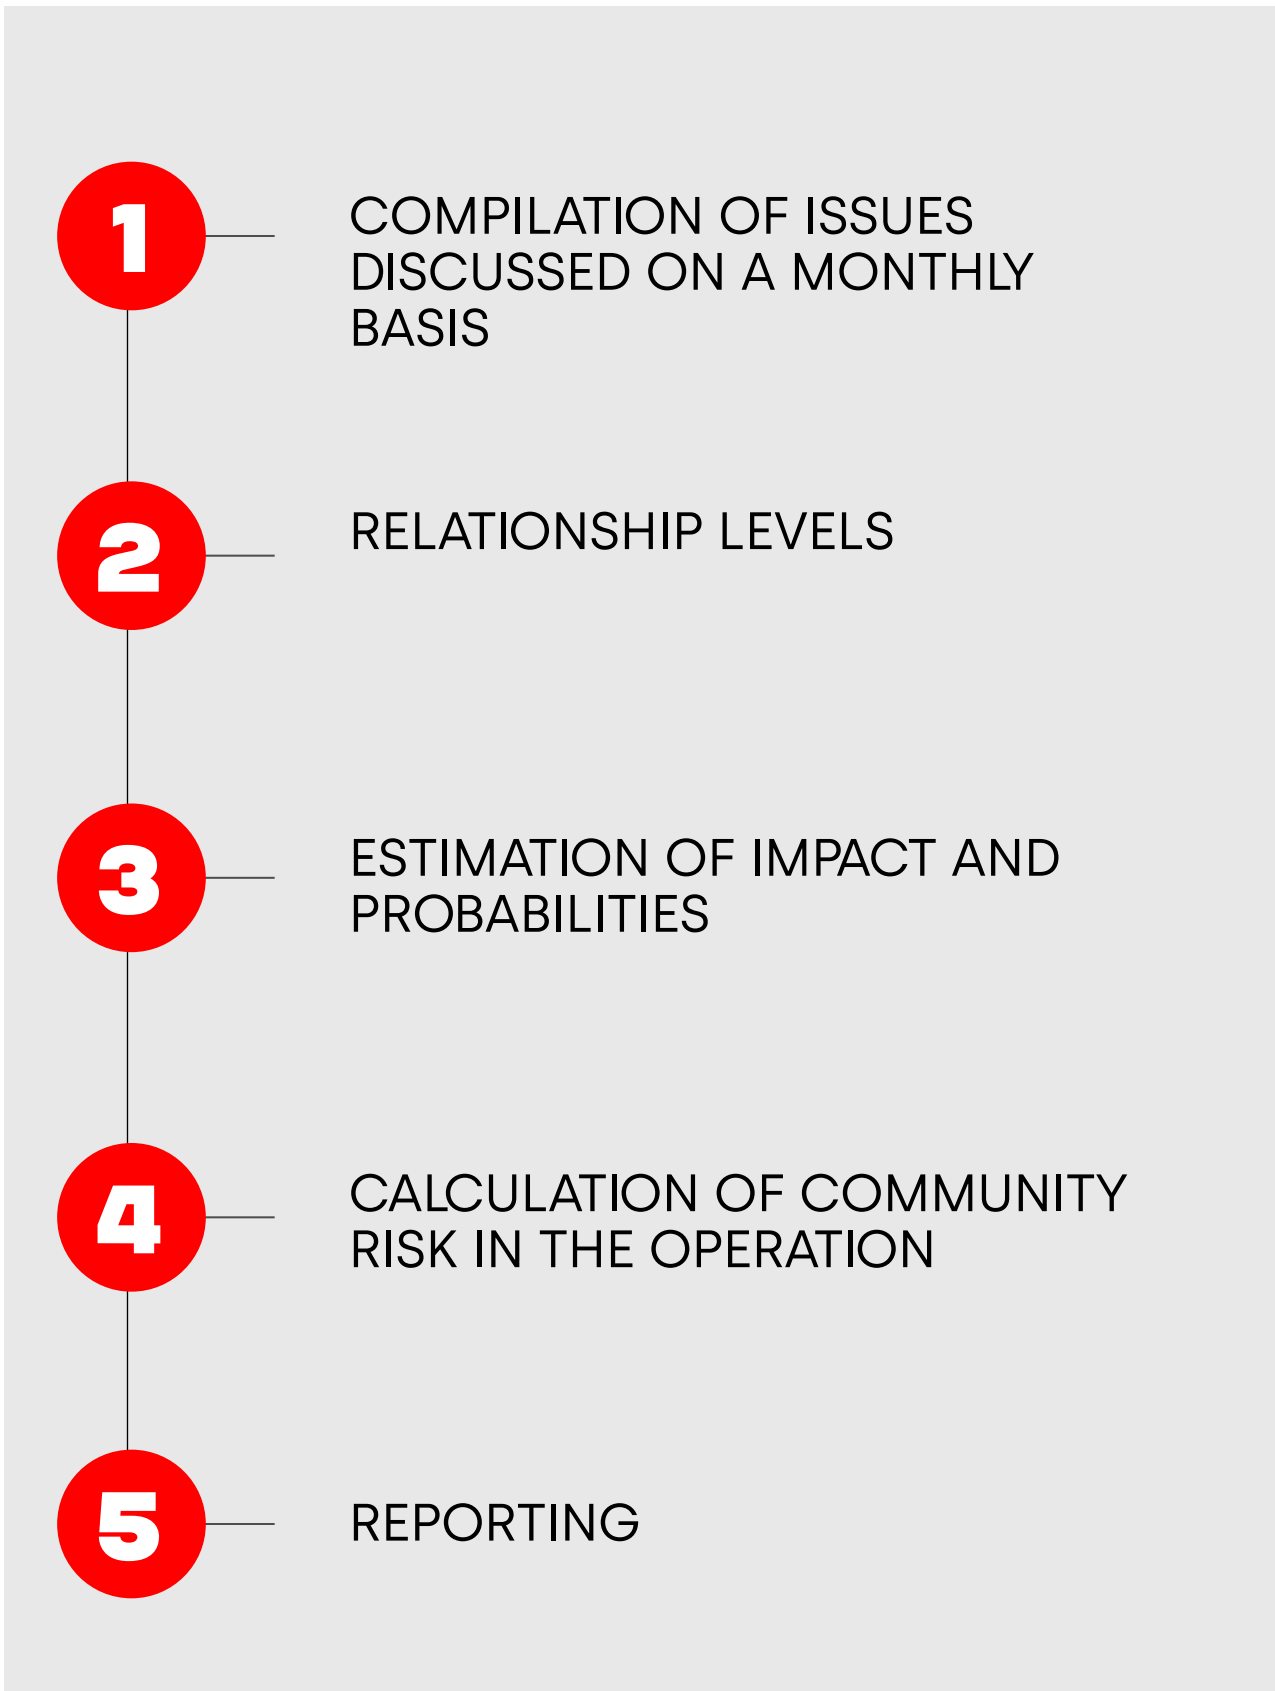 1
COMPILATION OF ISSUES
DISCUSSED ON A MONTHLY
BASIS
2
RELATIONSHIP LEVELS
3
ESTIMATION OF IMPACT AND
PROBABILITIES
4
CALCULATION OF COMMUNITY
RISK IN THE OPERATION
5
REPORTING